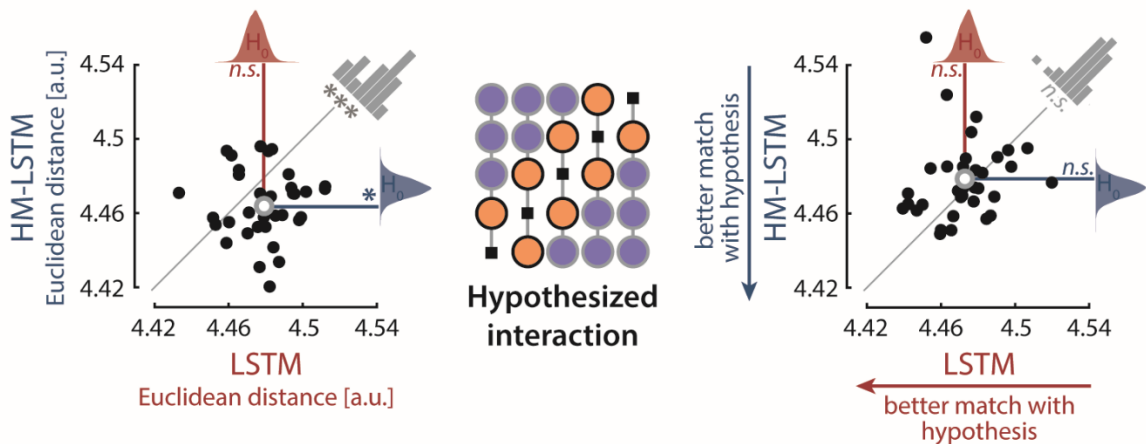 H0
n.s.
***
4.54
4.5
4.46
4.42
HM-LSTM
Euclidean distance [a.u.]
*
H0
4.42
4.46
4.5
4.54
LSTM
Euclidean distance [a.u.]
Hypothesized
interaction
better match
with hypothesis
HM-LSTM
H0
n.s.
n.s.
4.54
4.5
4.46
4.42
n.s.
H0
4.42
4.46
4.5
4.54
LSTM
better match with
hypothesis